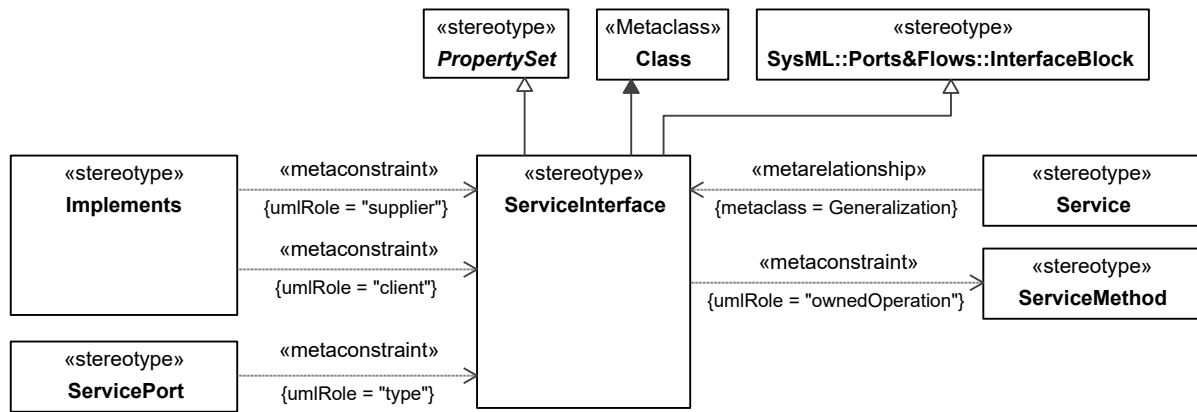 «stereotype»
PropertySet
«Metaclass»
Class
«stereotype»
SysML::Ports&Flows::InterfaceBlock
«stereotype»
Implements
«metaconstraint»
{umlRole = "supplier"}
«metaconstraint»
{umlRole = "client"}
«stereotype»
ServicePort
«metaconstraint»
{umlRole = "type"}
«stereotype»
ServiceInterface
«metarelationship»
{metaclass = Generalization}
«stereotype»
Service
«metaconstraint»
{umlRole = "ownedOperation"}
«stereotype»
ServiceMethod